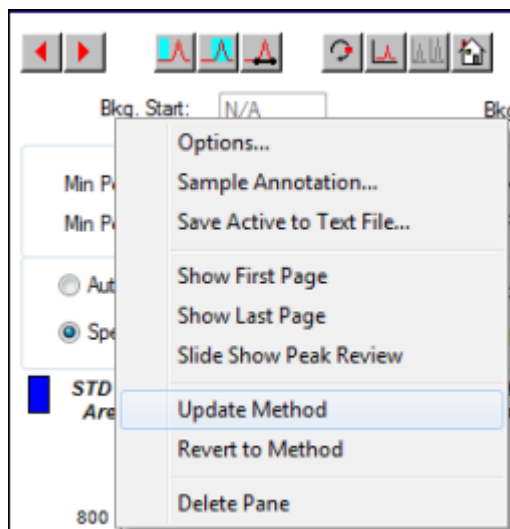 Bkg. Start: N/A Bkg
Options...
Min P Sample Annotation...
Min P Save Active to Text File...
Aut Show First Page
Show Last Page
Spe Slide Show Peak Review
STD Update Method
Are
Revert to Method
Delete Pane
800